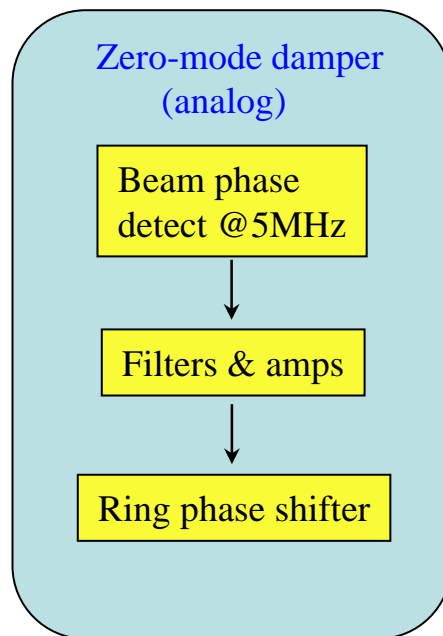 Zero-mode damper
(analog)
Beam phase
detect @5MHz
Filters & amps
Ring phase shifter